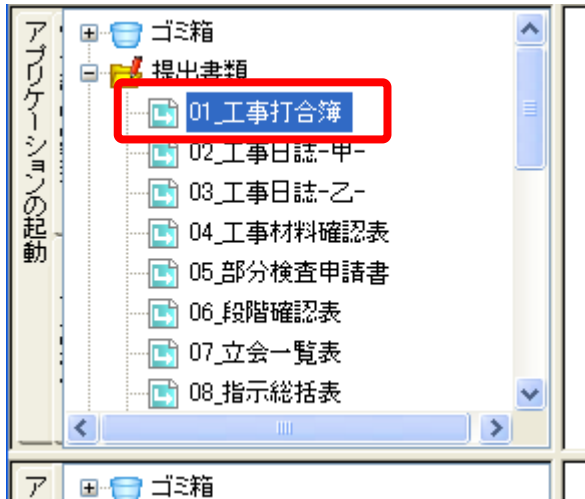 アプリケーションの起動
ゴミ箱
提出書類
01_工事打合簿
02_工事日誌-甲-
03_工事日誌-乙-
04_工事材料確認表
05_部分検査申請書
06_段階確認表
07_立会一覧表
08_指示総括表
ア
ゴミ箱